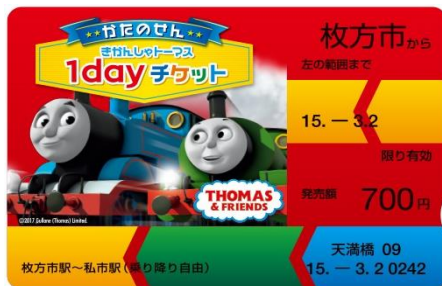 かたのせん
きかんしゃトーマス
1dayチケット
枚方市から
左の範囲まで
15. ー 3.2
限り有効
発売額 700円
THOMAS
& FRIENDS
©2017 Gullane (Thomas) Limited.
枚方市駅〜私市駅(乗り降り自由)
天満橋 09
15. ー 3. 2 0242